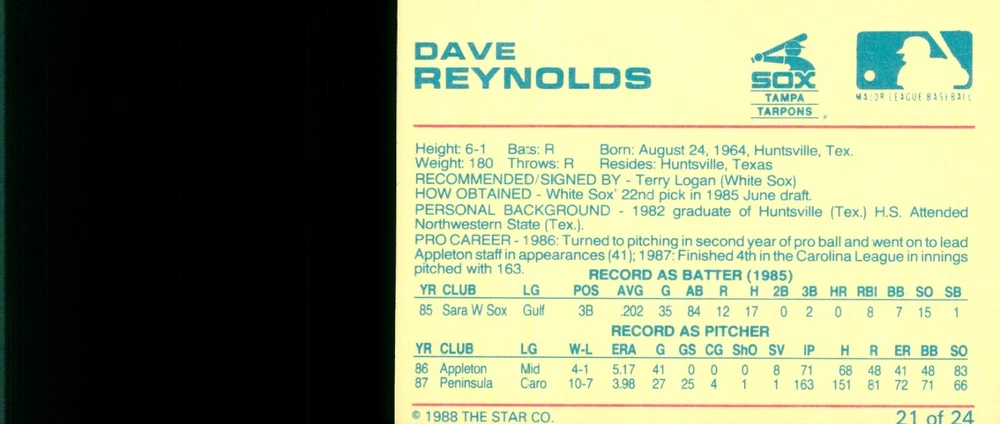 DAVE
REYNOLDS
SOX
TAMPA
TARPONS
MAJOR LEAGUE BASEBALL
Height: 6-1 Bats: R Born: August 24, 1964, Huntsville, Tex.
Weight: 180 Throws: R Resides: Huntsville, Texas
RECOMMENDED/SIGNED BY - Terry Logan (White Sox)
HOW OBTAINED - White Sox' 22nd pick in 1985 June draft.
PERSONAL BACKGROUND - 1982 graduate of Huntsville (Tex.) H.S. Attended
Northwestern State (Tex.).
PRO CAREER - 1986: Turned to pitching in second year of pro ball and went on to lead
Appleton staff in appearances (41); 1987: Finished 4th in the Carolina League in innings
pitched with 163.
RECORD AS BATTER (1985)
YR CLUB LG POS AVG G AB R H 2B 3B HR RBI BB SO SB
85 Sara W Sox Gulf 3B .202 35 84 12 17 0 2 0 8 7 15 1
RECORD AS PITCHER
YR CLUB LG W-L ERA G GS CG ShO SV IP H R ER BB SO
86 Appleton Mid 4-1 5.17 41 0 0 0 8 71 68 48 41 48 83
87 Peninsula Caro 10-7 3.98 27 25 4 1 1 163 151 81 72 71 66
© 1988 THE STAR CO. 21 of 24